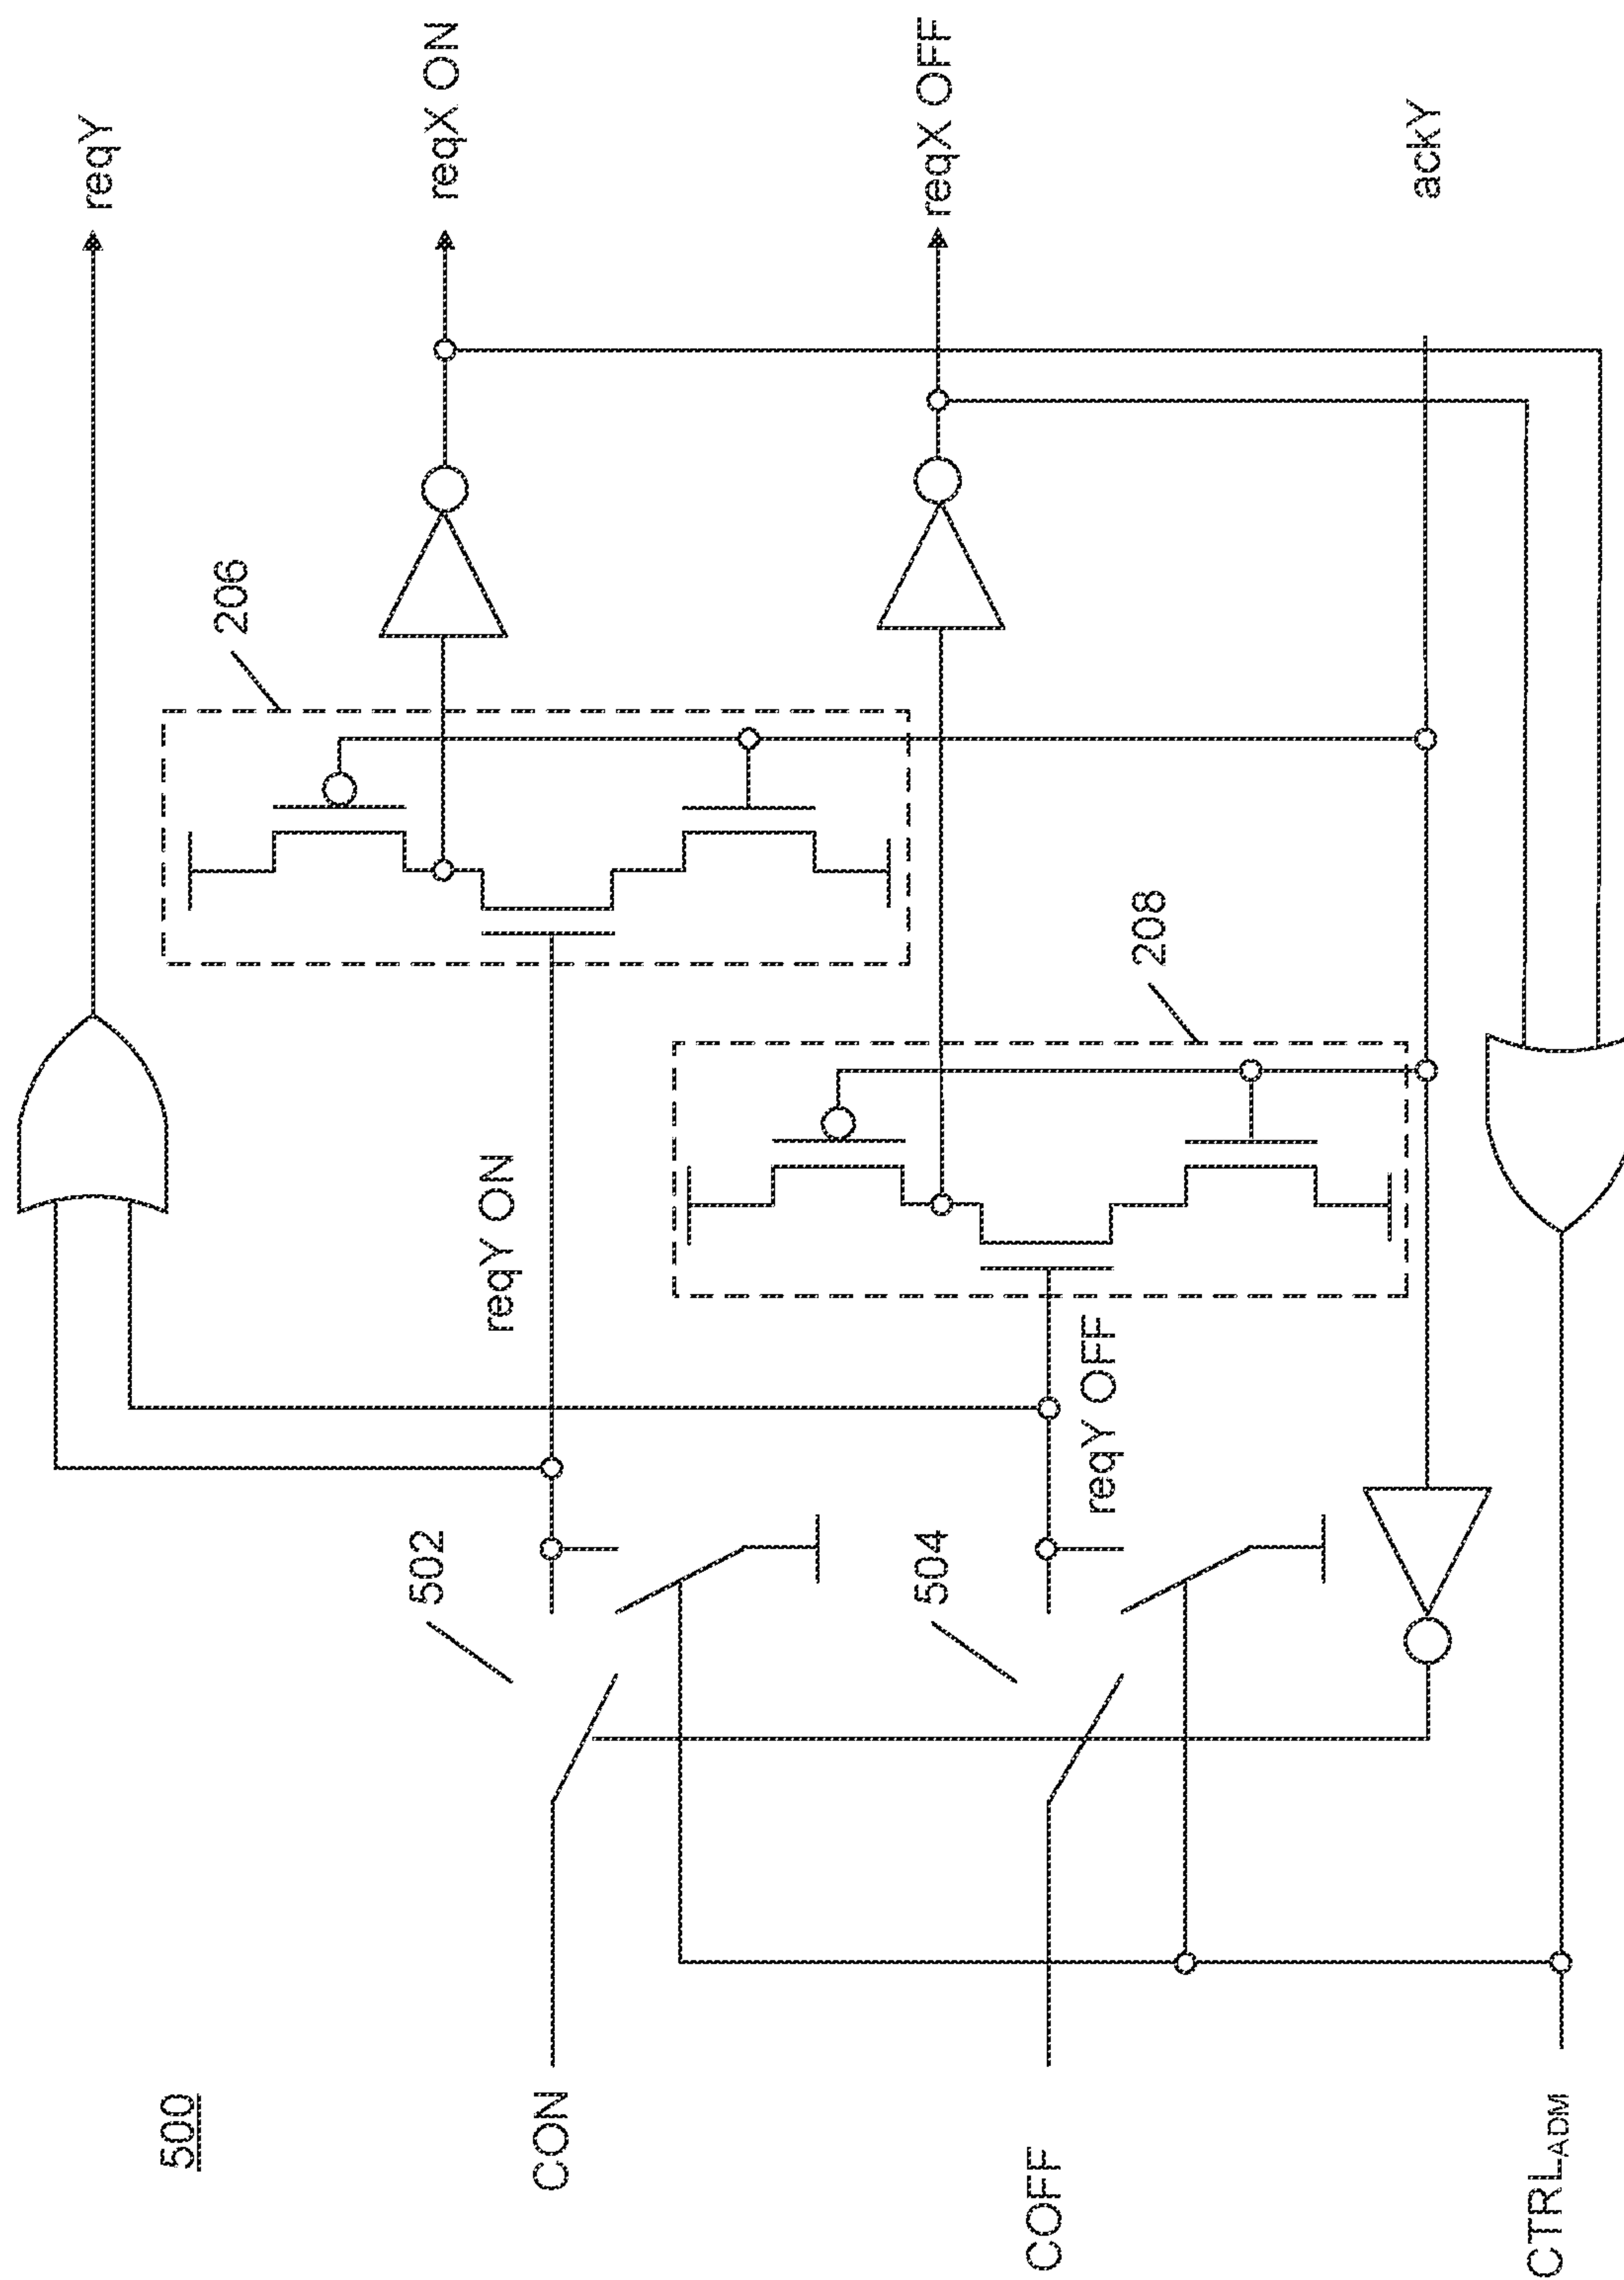 500
reqY
reqX ON
reqX OFF
ackY
206
208
reqY ON
reqY OFF
502
504
CON
COFF
CTRLADM